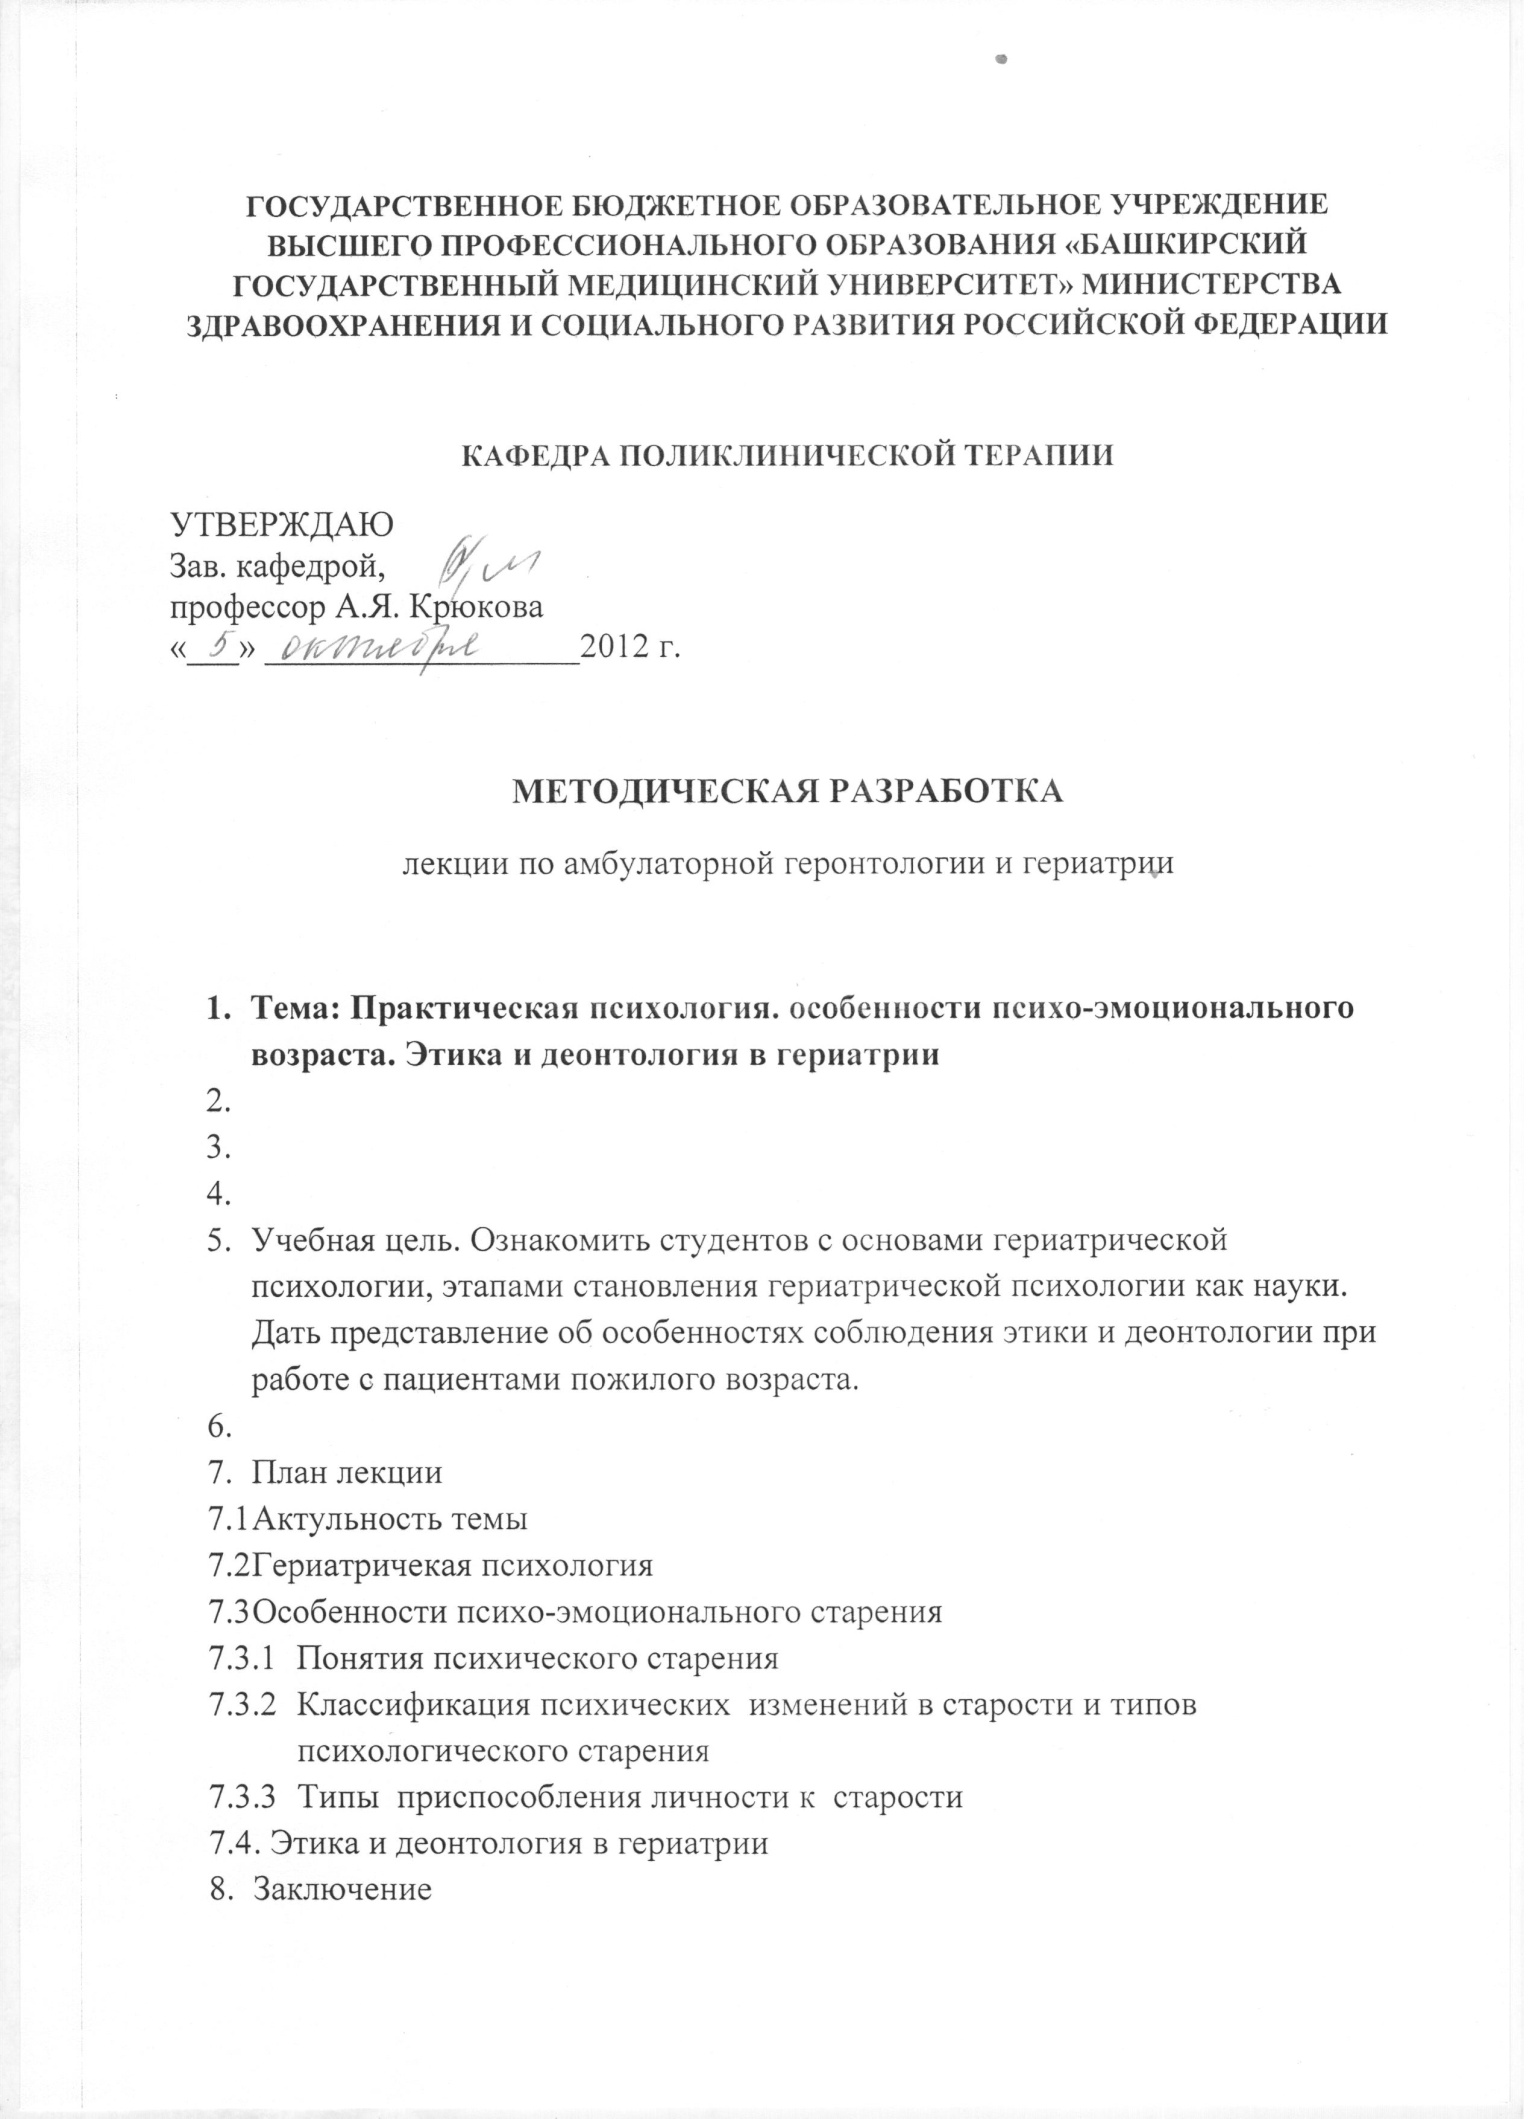 ГОСУДАРСТВЕННОЕ БЮДЖЕТНОЕ ОБРАЗОВАТЕЛЬНОЕ УЧРЕЖДЕНИЕ
ВЫСШЕГО ПРОФЕССИОНАЛЬНОГО ОБРАЗОВАНИЯ «БАШКИРСКИЙ
ГОСУДАРСТВЕННЫЙ МЕДИЦИНСКИЙ УНИВЕРСИТЕТ» МИНИСТЕРСТВА
ЗДРАВООХРАНЕНИЯ И СОЦИАЛЬНОГО РАЗВИТИЯ РОССИЙСКОЙ ФЕДЕРАЦИИ
КАФЕДРА ПОЛИКЛИНИЧЕСКОЙ ТЕРАПИИ
УТВЕРЖДАЮ
Зав. кафедрой,
профессор А.Я. Крюкова
«5» октября 2012 г.
МЕТОДИЧЕСКАЯ РАЗРАБОТКА
лекции по амбулаторной геронтологии и гериатрии
1. Тема: Практическая психология. особенности психо-эмоционального
возраста. Этика и деонтология в гериатрии
2.
3.
4.
5. Учебная цель. Ознакомить студентов с основами гериатрической
психологии, этапами становления гериатрической психологии как науки.
Дать представление об особенностях соблюдения этики и деонтологии при
работе с пациентами пожилого возраста.
6.
7. План лекции
7.1Актульность темы
7.2Гериатричекая психология
7.3Особенности психо-эмоционального старения
7.3.1 Понятия психического старения
7.3.2 Классификация психических изменений в старости и типов
психологического старения
7.3.3 Типы приспособления личности к старости
7.4. Этика и деонтология в гериатрии
8. Заключение